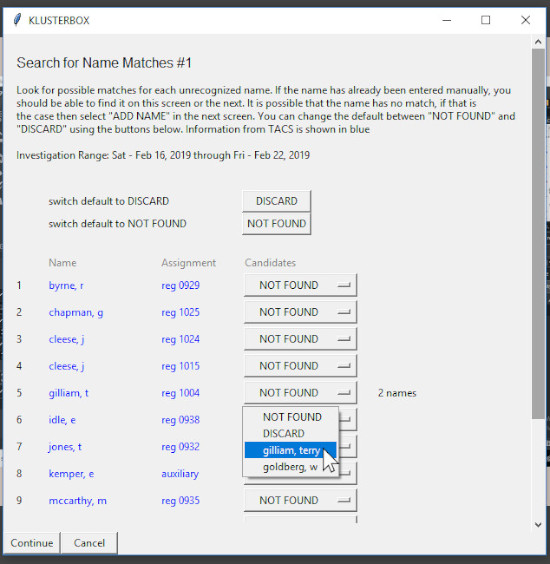 KLUSTERBOX
Search for Name Matches #1
Look for possible matches for each unrecognized name. If the name has already been entered manually, you
should be able to find it on this screen or the next. It is possible that the name has no match, if that is
the case then select "ADD NAME" in the next screen. You can change the default between "NOT FOUND" and
"DISCARD" using the buttons below. Information from TACS is shown in blue
Investigation Range: Sat - Feb 16, 2019 through Fri - Feb 22, 2019
switch default to DISCARD DISCARD
switch default to NOT FOUND NOT FOUND
Name Assignment Candidates
1 byrne, r reg 0929 NOT FOUND
2 chapman, g reg 1025 NOT FOUND
3 cleese, j reg 1024 NOT FOUND
4 cleese, j reg 1015 NOT FOUND
5 gilliam, t reg 1004 NOT FOUND 2 names
NOT FOUND
6 idle, e reg 0938
DISCARD
7 jones, t reg 0932 gilliam, terry
8 kemper, e auxiliary goldberg, w
9 mccarthy, m reg 0935 NOT FOUND
Continue Cancel